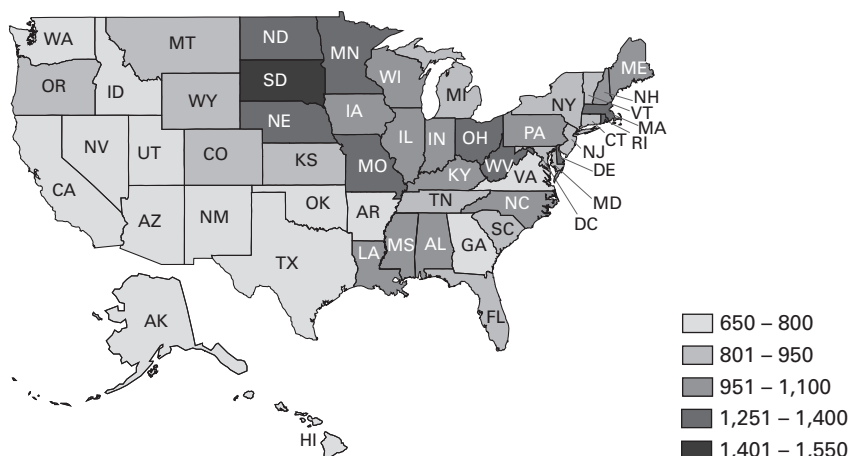 WA
MT
ND
MN
OR
ID
WY
SD
WI
MI
NY
ME
NH
VT
MA
RI
CT
NJ
DE
MD
DC
NV
UT
CO
NE
IA
IL
IN
OH
PA
WV
VA
CA
AZ
NM
KS
MO
KY
TN
NC
SC
OK
AR
TX
LA
MS
AL
GA
FL
AK
HI
650 – 800
801 – 950
951 – 1,100
1,251 – 1,400
1,401 – 1,550